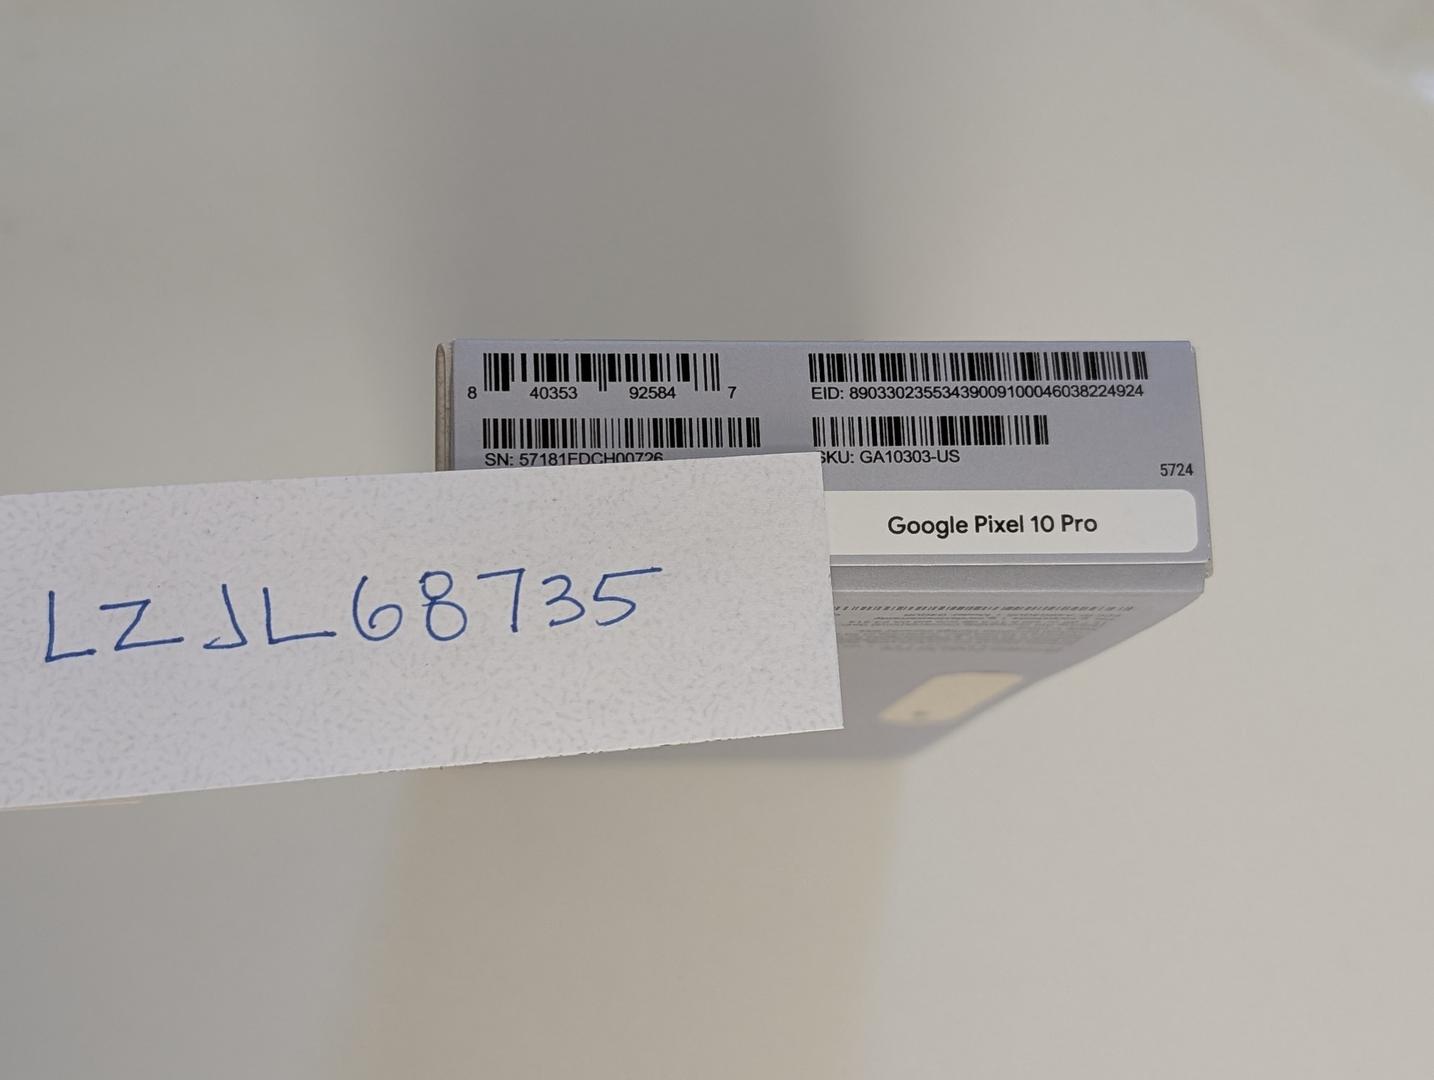 8 40353 92584 7
EID: 89033023553439009100046038224924
SN: 57181FDCH00726
SKU: GA10303-US
5724
Google Pixel 10 Pro
LZJL68735